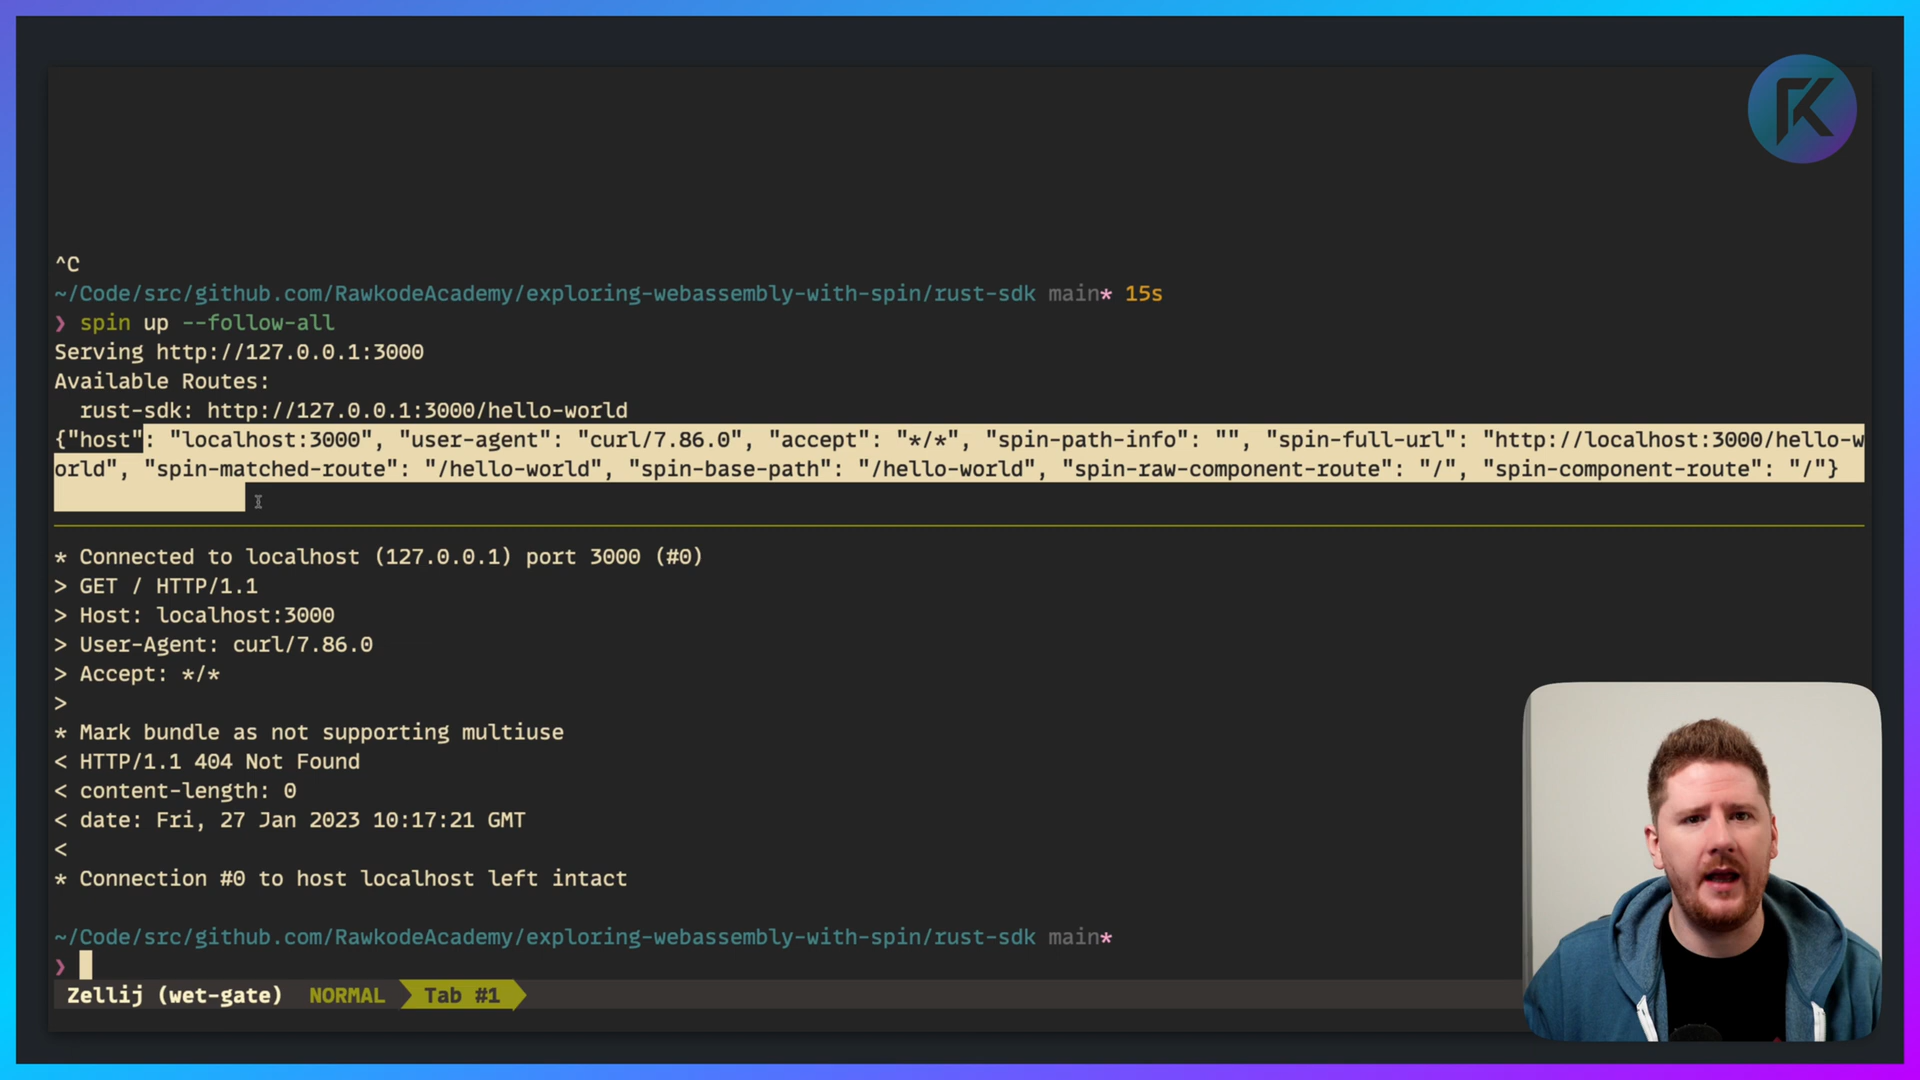 ^C
~/Code/src/github.com/RawkodeAcademy/exploring-webassembly-with-spin/rust-sdk main* 15s
❯ spin up --follow-all
Serving http://127.0.0.1:3000
Available Routes:
  rust-sdk: http://127.0.0.1:3000/hello-world
{"host": "localhost:3000", "user-agent": "curl/7.86.0", "accept": "*/*", "spin-path-info": "", "spin-full-url": "http://localhost:3000/hello-w
orld", "spin-matched-route": "/hello-world", "spin-base-path": "/hello-world", "spin-raw-component-route": "/", "spin-component-route": "/"}
* Connected to localhost (127.0.0.1) port 3000 (#0)
> GET / HTTP/1.1
> Host: localhost:3000
> User-Agent: curl/7.86.0
> Accept: */*
>
* Mark bundle as not supporting multiuse
< HTTP/1.1 404 Not Found
< content-length: 0
< date: Fri, 27 Jan 2023 10:17:21 GMT
<
* Connection #0 to host localhost left intact
~/Code/src/github.com/RawkodeAcademy/exploring-webassembly-with-spin/rust-sdk main*
❯
Zellij (wet-gate) NORMAL Tab #1